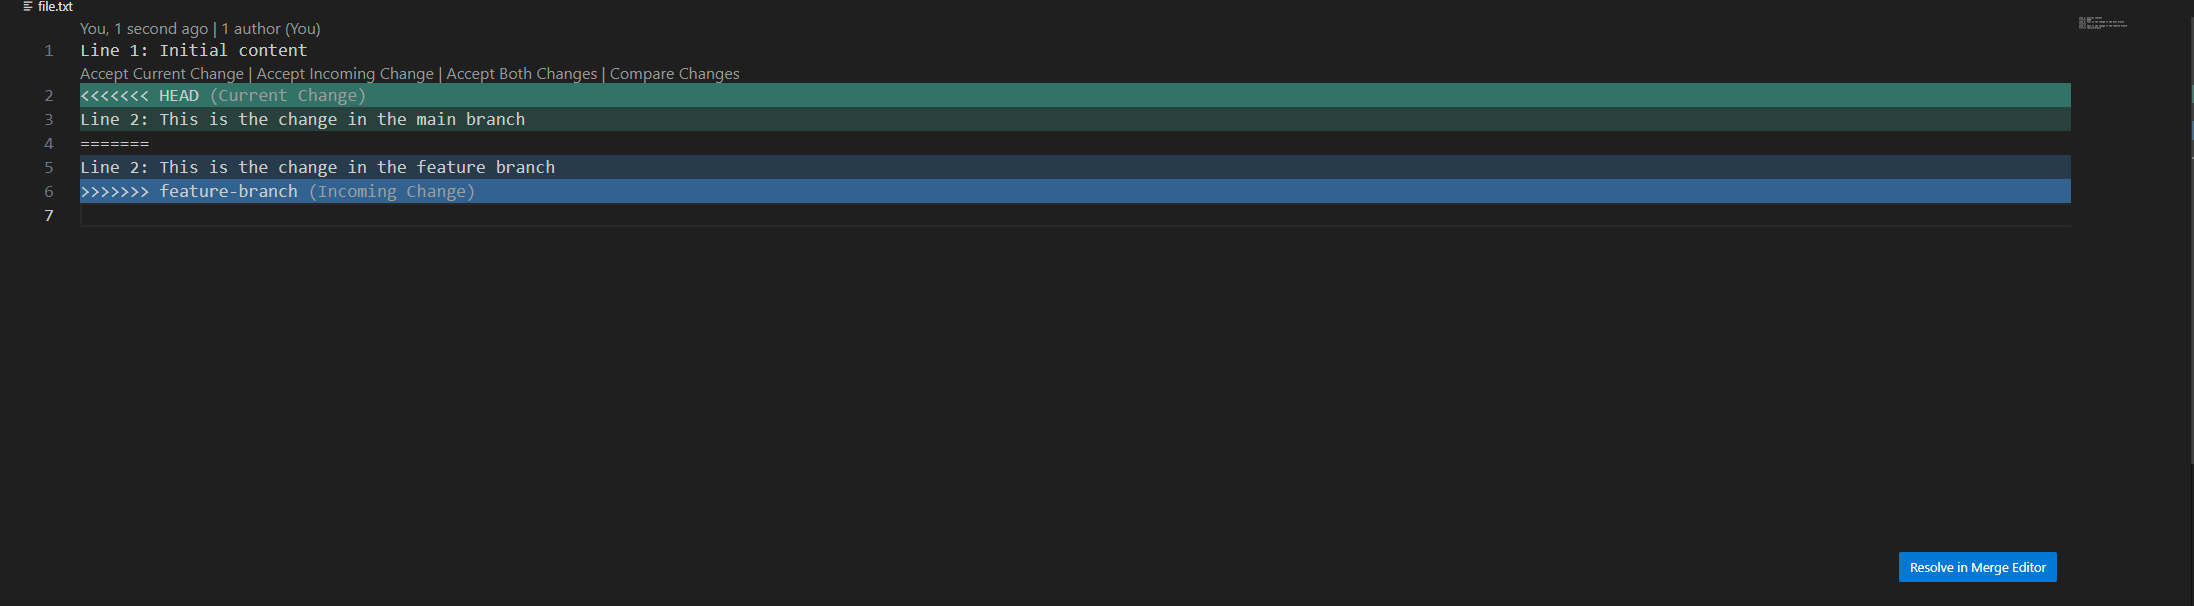 file.txt
You, 1 second ago | 1 author (You)
1 Line 1: Initial content
Accept Current Change | Accept Incoming Change | Accept Both Changes | Compare Changes
2 <<<<<<< HEAD (Current Change)
3 Line 2: This is the change in the main branch
4 =======
5 Line 2: This is the change in the feature branch
6 >>>>>>> feature-branch (Incoming Change)
7
Resolve in Merge Editor